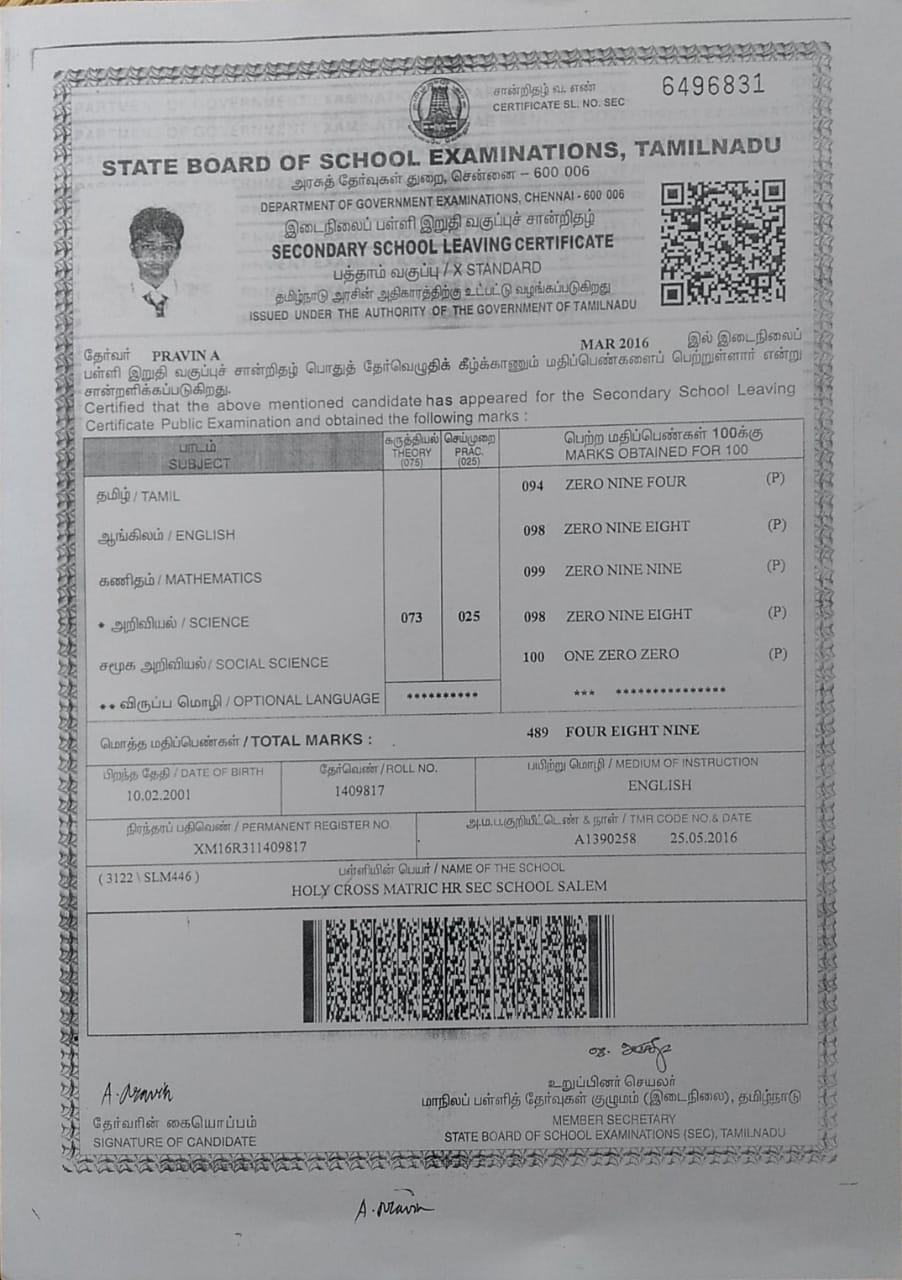 சான்றிதழ் வ. எண்
CERTIFICATE SL. NO. SEC
6496831
STATE BOARD OF SCHOOL EXAMINATIONS, TAMILNADU
அரசுத் தேர்வுகள் துறை, சென்னை – 600 006
DEPARTMENT OF GOVERNMENT EXAMINATIONS, CHENNAI - 600 006
இடைநிலைப் பள்ளி இறுதி வகுப்புச் சான்றிதழ்
SECONDARY SCHOOL LEAVING CERTIFICATE
பத்தாம் வகுப்பு / X STANDARD
தமிழ்நாடு அரசின் அதிகாரத்திற்கு உட்பட்டு வழங்கப்படுகிறது
ISSUED UNDER THE AUTHORITY OF THE GOVERNMENT OF TAMILNADU
தேர்வர் PRAVIN A MAR 2016 இல் இடைநிலைப்
பள்ளி இறுதி வகுப்புச் சான்றிதழ் பொதுத் தேர்வெழுதிக் கீழ்க்காணும் மதிப்பெண்களைப் பெற்றுள்ளார் என்று
சான்றளிக்கப்படுகிறது.
Certified that the above mentioned candidate has appeared for the Secondary School Leaving
Certificate Public Examination and obtained the following marks :
பாடம் SUBJECT
கருத்தியல் THEORY (075)
செய்முறை PRAC. (025)
பெற்ற மதிப்பெண்கள் 100க்கு
MARKS OBTAINED FOR 100
தமிழ் / TAMIL 094 ZERO NINE FOUR (P)
ஆங்கிலம் / ENGLISH 098 ZERO NINE EIGHT (P)
கணிதம் / MATHEMATICS 099 ZERO NINE NINE (P)
• அறிவியல் / SCIENCE 073 025 098 ZERO NINE EIGHT (P)
சமூக அறிவியல் / SOCIAL SCIENCE 100 ONE ZERO ZERO (P)
•• விருப்ப மொழி / OPTIONAL LANGUAGE ********** *** ***************
மொத்த மதிப்பெண்கள் / TOTAL MARKS : 489 FOUR EIGHT NINE
பிறந்த தேதி / DATE OF BIRTH தேர்வெண் / ROLL NO. பயிற்று மொழி / MEDIUM OF INSTRUCTION
10.02.2001 1409817 ENGLISH
நிரந்தரப் பதிவெண் / PERMANENT REGISTER NO. அ.ம.ப.குறியீட்டெண் & நாள் / TMR CODE NO.& DATE
XM16R311409817 A1390258 25.05.2016
பள்ளியின் பெயர் / NAME OF THE SCHOOL
( 3122 \ SLM446 )
HOLY CROSS MATRIC HR SEC SCHOOL SALEM
A. Pravin
தேர்வரின் கையொப்பம்
SIGNATURE OF CANDIDATE
உறுப்பினர் செயலர்
மாநிலப் பள்ளித் தேர்வுகள் குழுமம் (இடைநிலை), தமிழ்நாடு
MEMBER SECRETARY
STATE BOARD OF SCHOOL EXAMINATIONS (SEC), TAMILNADU
A. Pravin